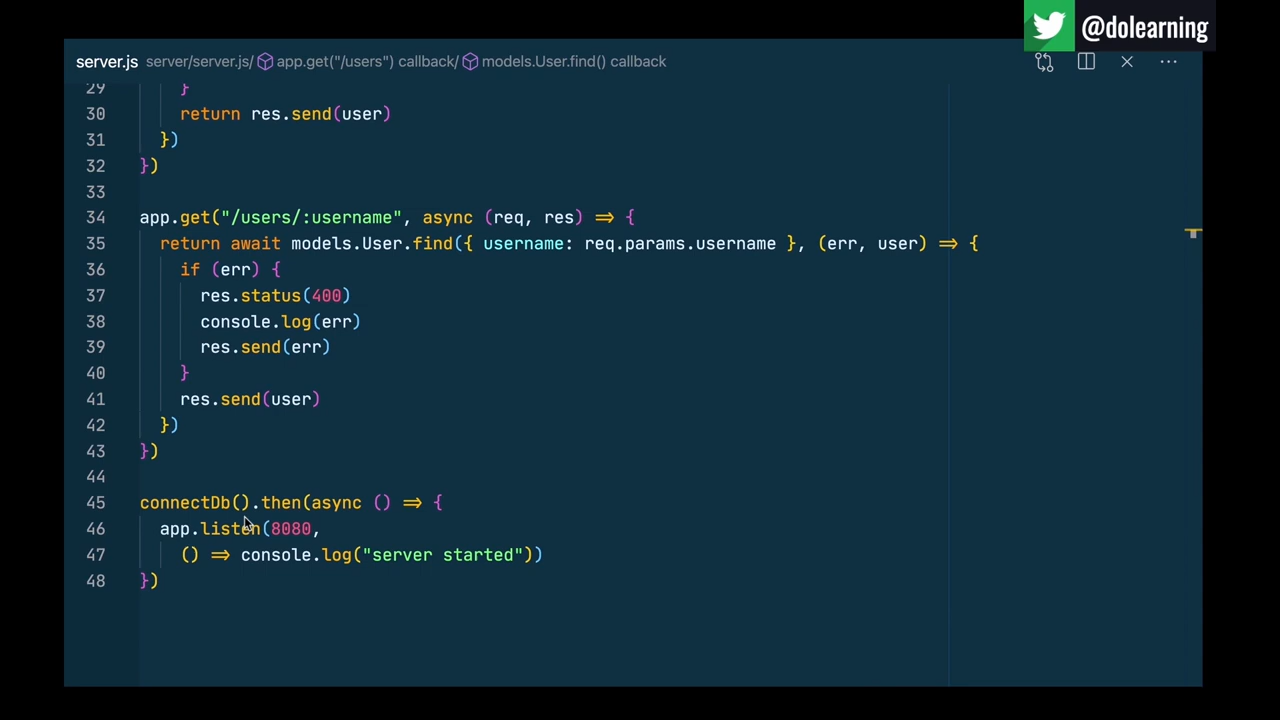 @dolearning
server.js server/server.js/ app.get("/users") callback/ models.User.find() callback
29 }
30 return res.send(user)
31 })
32 })
33
34 app.get("/users/:username", async (req, res) => {
35 return await models.User.find({ username: req.params.username }, (err, user) => {
36 if (err) {
37 res.status(400)
38 console.log(err)
39 res.send(err)
40 }
41 res.send(user)
42 })
43 })
44
45 connectDb().then(async () => {
46 app.listen(8080,
47 () => console.log("server started"))
48 })